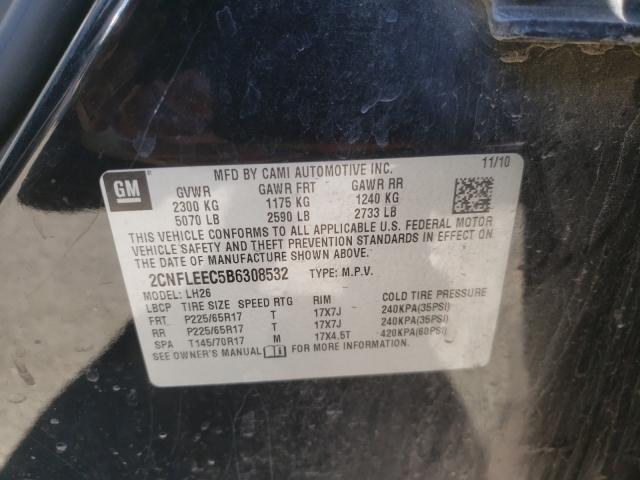 MFD BY CAMI AUTOMOTIVE INC. 11/10
GM GVWR GAWR FRT GAWR RR
2300 KG 1175 KG 1240 KG
5070 LB 2590 LB 2733 LB
THIS VEHICLE CONFORMS TO ALL APPLICABLE U.S. FEDERAL MOTOR
VEHICLE SAFETY AND THEFT PREVENTION STANDARDS IN EFFECT ON
THE DATE OF MANUFACTURE SHOWN ABOVE.
2CNFLEEC5B6308532 TYPE: M.P.V.
MODEL: LH26
LBCP TIRE SIZE SPEED RTG RIM COLD TIRE PRESSURE
FRT P225/65R17 T 17X7J 240KPA(35PSI)
RR P225/65R17 T 17X7J 240KPA(35PSI)
SPA T145/70R17 M 17X4.5T 420KPA(60PSI)
SEE OWNER'S MANUAL FOR MORE INFORMATION.